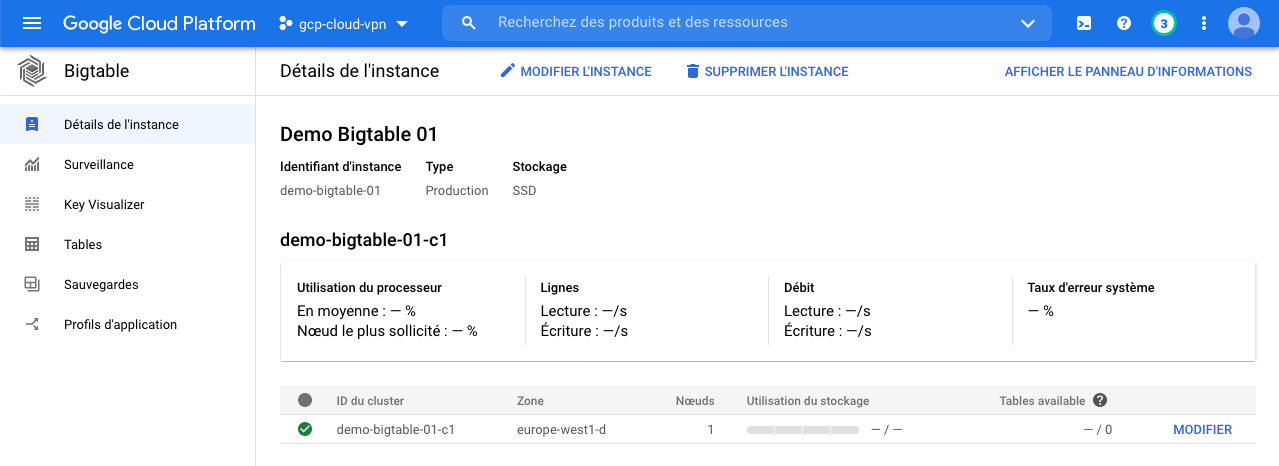 Google Cloud Platform gcp-cloud-vpn Recherchez des produits et des ressources 3
Bigtable Détails de l'instance MODIFIER L'INSTANCE SUPPRIMER L'INSTANCE AFFICHER LE PANNEAU D'INFORMATIONS
Détails de l'instance
Surveillance
Key Visualizer
Tables
Sauvegardes
Profils d'application
Demo Bigtable 01
Identifiant d'instance Type Stockage
demo-bigtable-01 Production SSD
demo-bigtable-01-c1
Utilisation du processeur Lignes Débit Taux d'erreur système
En moyenne : — % Lecture : —/s Lecture : —/s — %
Nœud le plus sollicité : — % Écriture : —/s Écriture : —/s
ID du cluster Zone Nœuds Utilisation du stockage Tables available ?
demo-bigtable-01-c1 europe-west1-d 1 — / — — / 0 MODIFIER